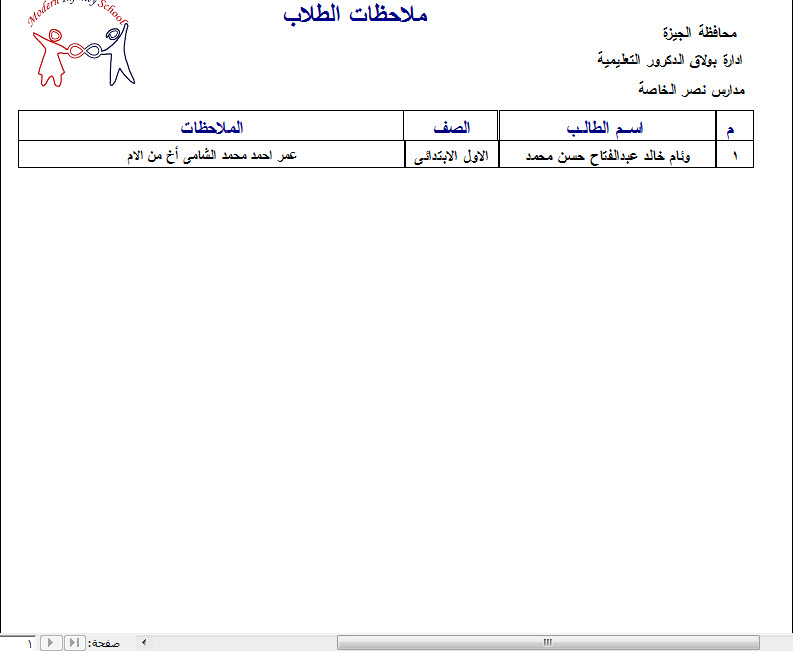 ملاحظات الطلاب
محافظة الجيزة
ادارة بولاق الدكرور التعليمية
مدارس نصر الخاصة
م اسم الطالب الصف الملاحظات
١ وئام خالد عبدالفتاح حسن محمد الاول الابتدائى عمر احمد محمد الشامى أخ من الام
Modern School
صفحة: ١